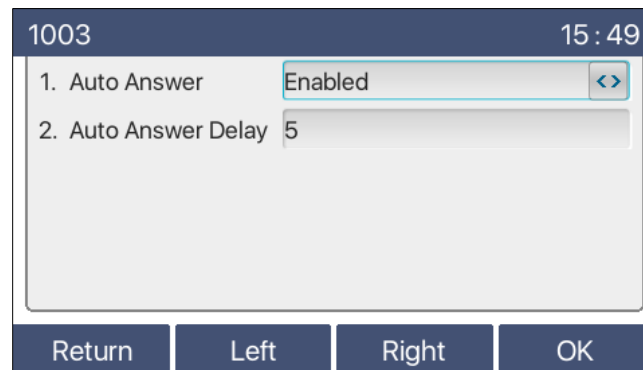 1003 15:49
1. Auto Answer Enabled
2. Auto Answer Delay 5
Return Left Right OK